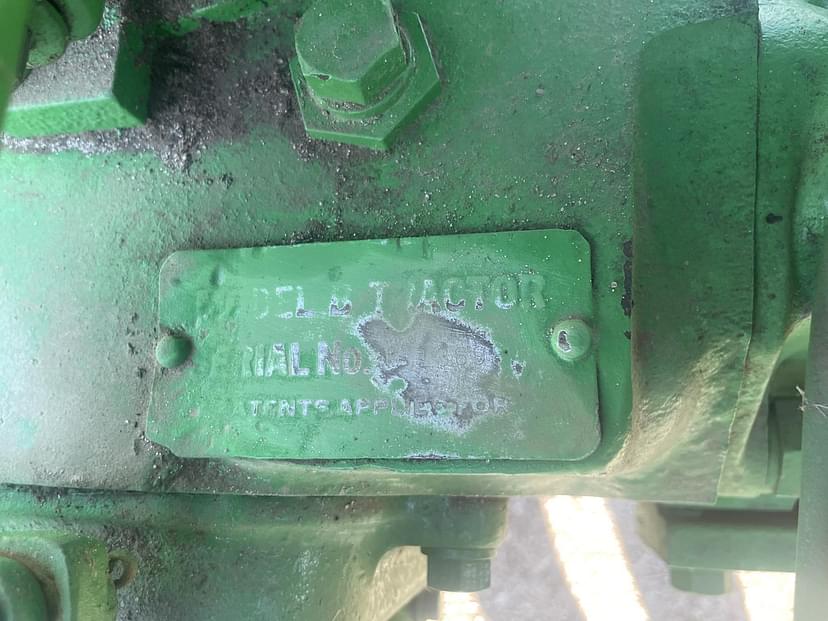 MODEL B TRACTOR
SERIAL NO.
PATENTS APPLIED FOR